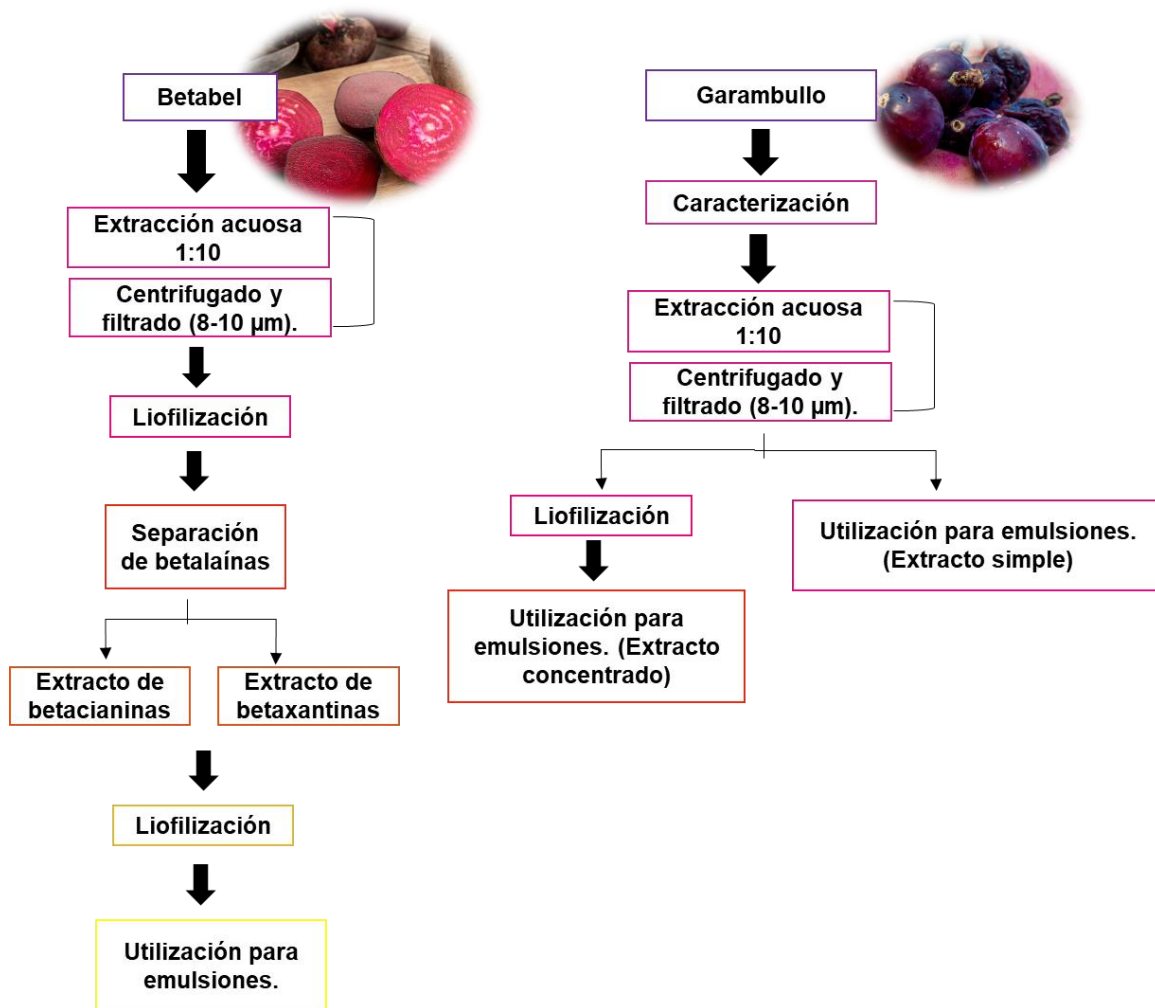 Betabel
Extracción acuosa
1:10
Centrifugado y
filtrado (8-10 µm).
Liofilización
Separación
de betalaínas
Extracto de
betacianinas
Extracto de
betaxantinas
Liofilización
Utilización para
emulsiones.
Garambullo
Caracterización
Extracción acuosa
1:10
Centrifugado y
filtrado (8-10 µm).
Liofilización
Utilización para
emulsiones. (Extracto
concentrado)
Utilización para emulsiones.
(Extracto simple)